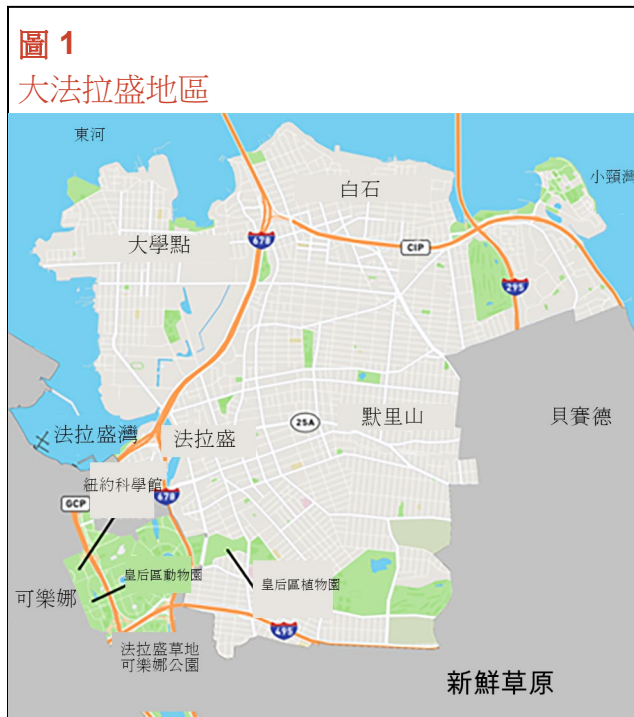 圖 1
大法拉盛地區
東河
白石
小頸灣
大學點
678
CIP
295
法拉盛灣
法拉盛
25A
默里山
貝賽德
紐約科學館
GCP
678
皇后區動物園
皇后區植物園
可樂娜
495
法拉盛草地
可樂娜公園
新鮮草原